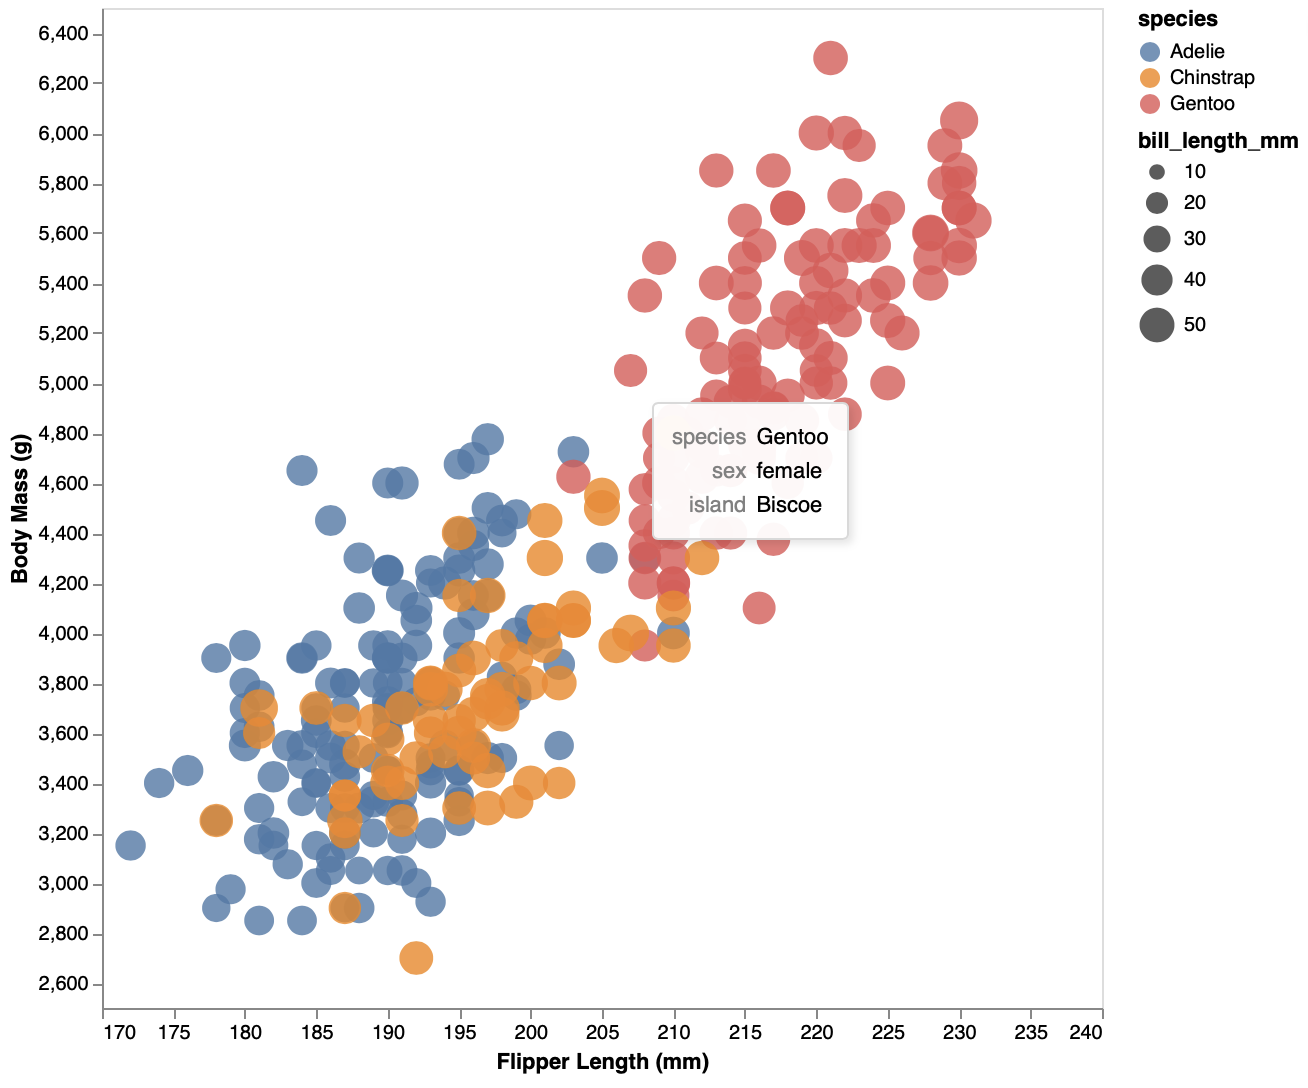 6,400
6,200
6,000
5,800
5,600
5,400
5,200
5,000
4,800
4,600
4,400
4,200
4,000
3,800
3,600
3,400
3,200
3,000
2,800
2,600
Body Mass (g)
170 175 180 185 190 195 200 205 210 215 220 225 230 235 240
Flipper Length (mm)
species Gentoo
sex female
island Biscoe
species
Adelie
Chinstrap
Gentoo
bill_length_mm
10
20
30
40
50